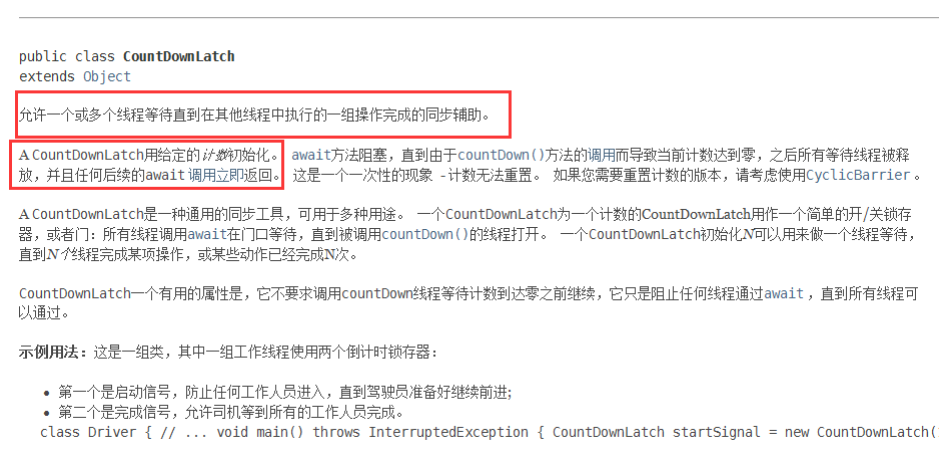 public class CountDownLatch
extends Object
允许一个或多个线程等待直到在其他线程中执行的一组操作完成的同步辅助。
A CountDownLatch用给定的计数初始化。 await方法阻塞，直到由于countDown()方法的调用而导致当前计数达到零，之后所有等待线程被释
放，并且任何后续的await 调用立即返回。 这是一个一次性的现象 -计数无法重置。 如果您需要重置计数的版本，请考虑使用CyclicBarrier 。
A CountDownLatch是一种通用的同步工具，可用于多种用途。 一个CountDownLatch为一个计数的CountDownLatch用作一个简单的开/关锁存
器，或者门：所有线程调用await在门口等待，直到被调用countDown()的线程打开。 一个CountDownLatch初始化N可以用来做一个线程等待，
直到N个线程完成某项操作，或某些动作已经完成N次。
CountDownLatch一个有用的属性是，它不要求调用countDown线程等待计数到达零之前继续，它只是阻止任何线程通过await ，直到所有线程可
以通过。
示例用法：这是一组类，其中一组工作线程使用两个倒计时锁存器：
• 第一个是启动信号，防止任何工作人员进入，直到驾驶员准备好继续前进;
• 第二个是完成信号，允许司机等到所有的工作人员完成。
class Driver { // ... void main() throws InterruptedException { CountDownLatch startSignal = new CountDownLatch(